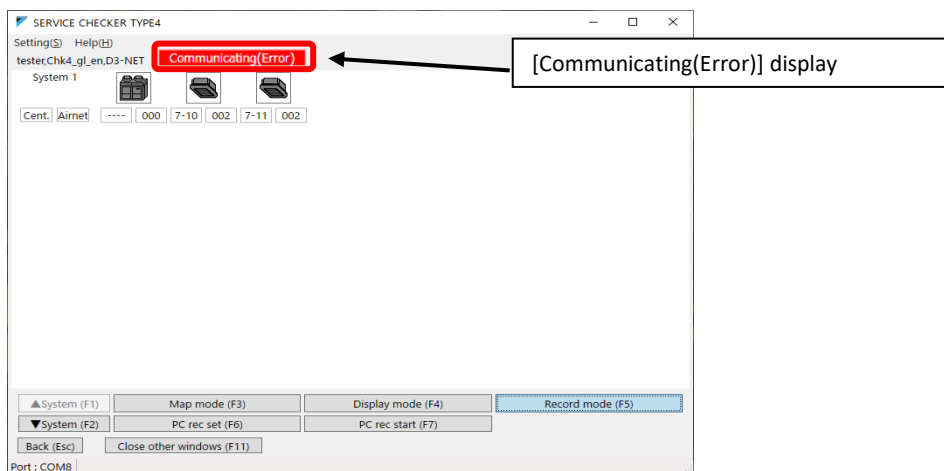 SERVICE CHECKER TYPE4
Setting(S) Help(H)
tester,Chk4_gl_en,D3-NET Communicating(Error)
[Communicating(Error)] display
System 1
Cent. Airnet ---- 000 7-10 002 7-11 002
▲System (F1) Map mode (F3) Display mode (F4) Record mode (F5)
▼System (F2) PC rec set (F6) PC rec start (F7)
Back (Esc) Close other windows (F11)
Port : COM8